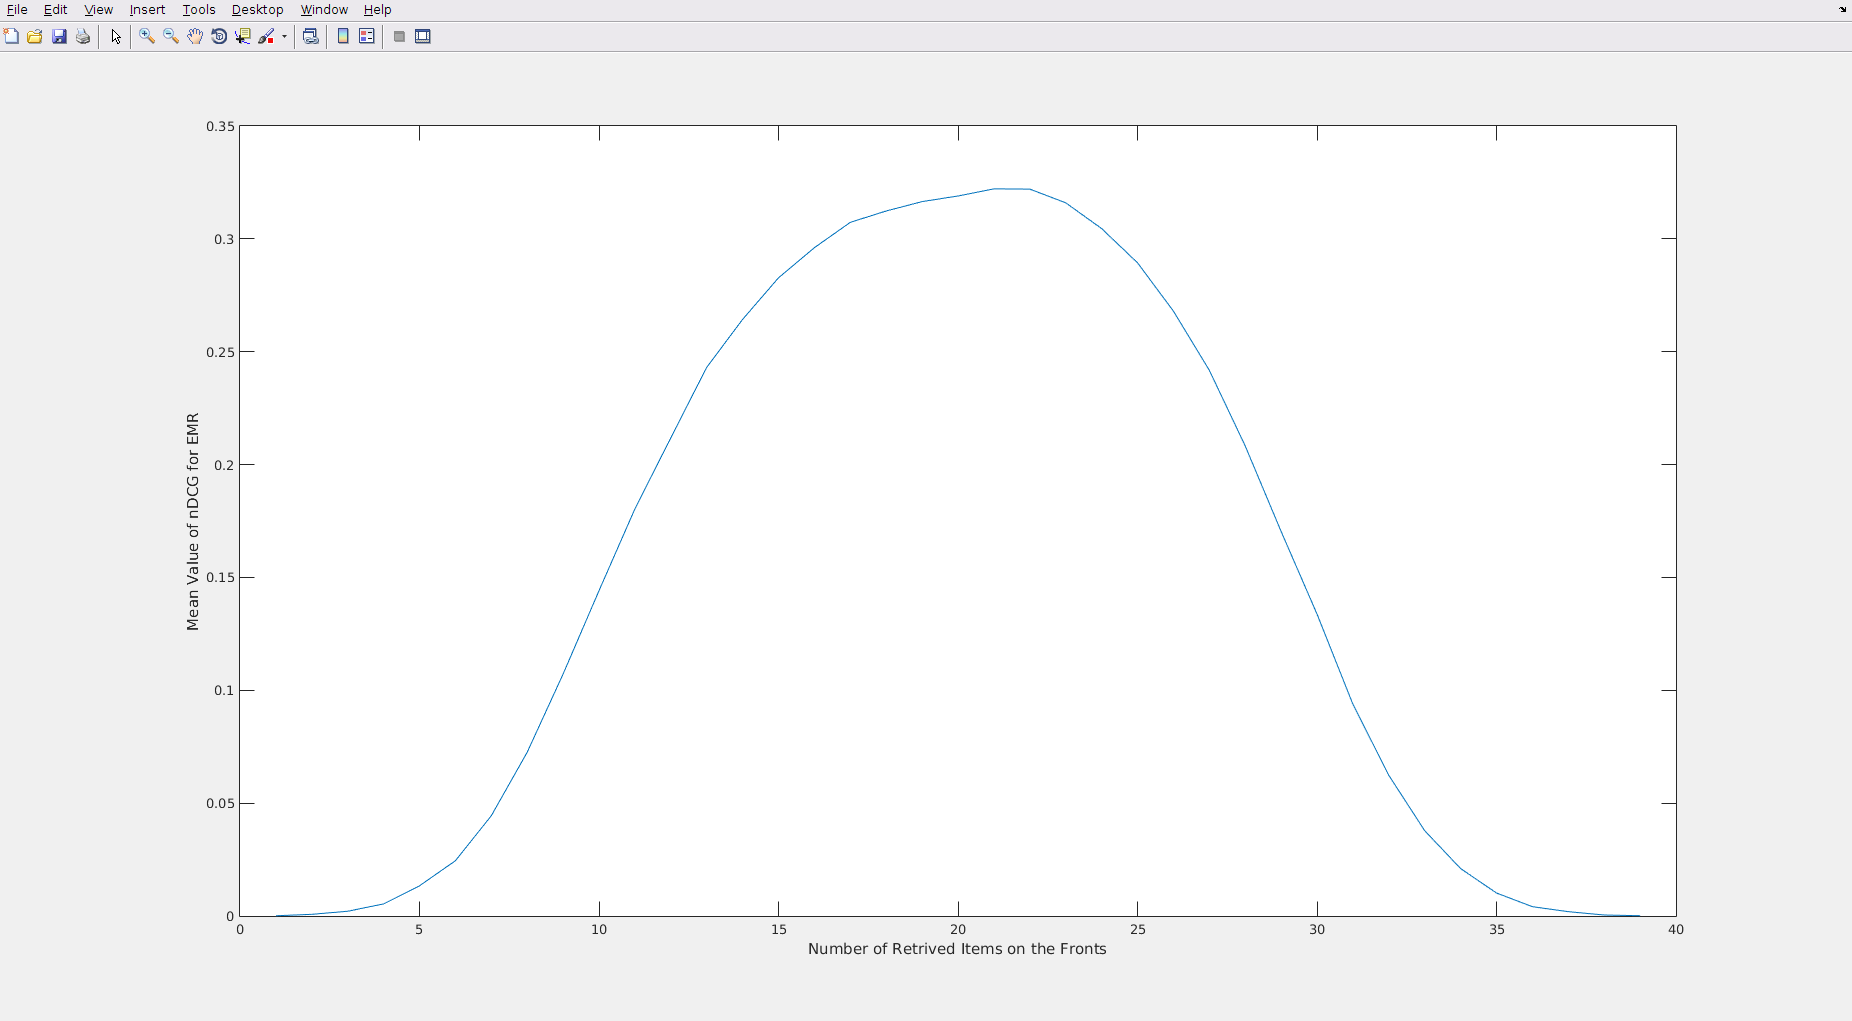 File Edit View Insert Tools Desktop Window Help
0.35
0.3
0.25
0.2
0.15
0.1
0.05
0
Mean Value of nDCG for EMR
0 5 10 15 20 25 30 35 40
Number of Retrived Items on the Fronts